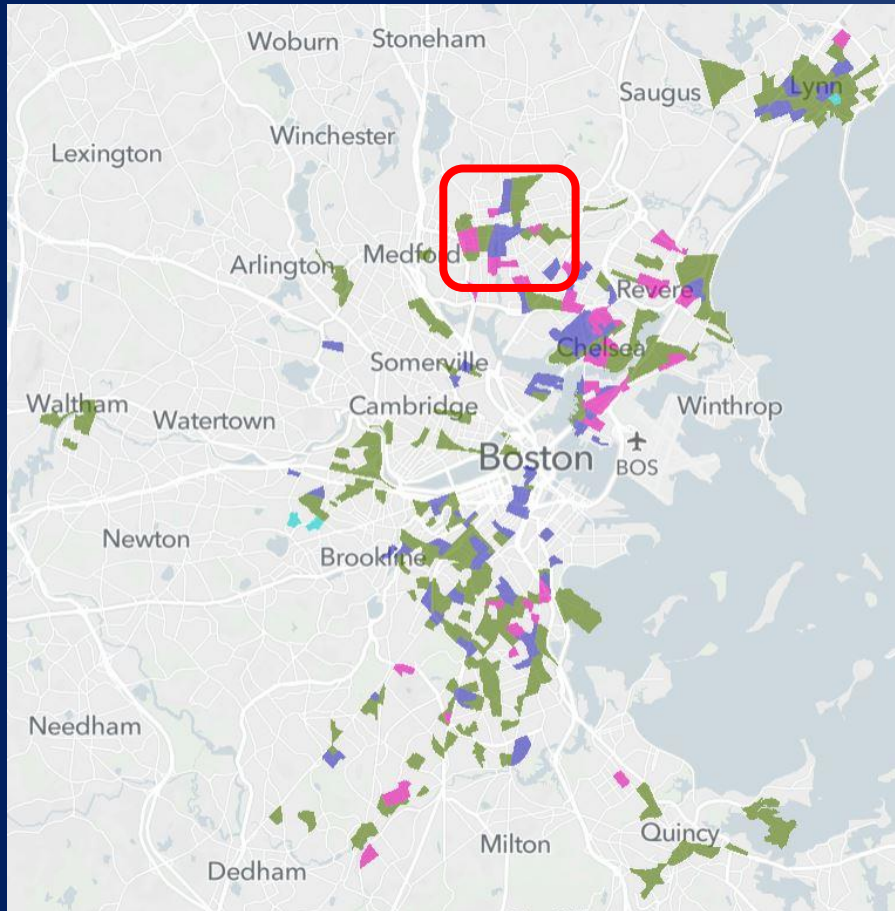 Woburn
Stoneham
Saugus
Lynn
Winchester
Lexington
Medford
Arlington
Revere
Chelsea
Somerville
Waltham
Cambridge
Winthrop
Watertown
Boston
BOS
Newton
Brookline
Needham
Quincy
Milton
Dedham